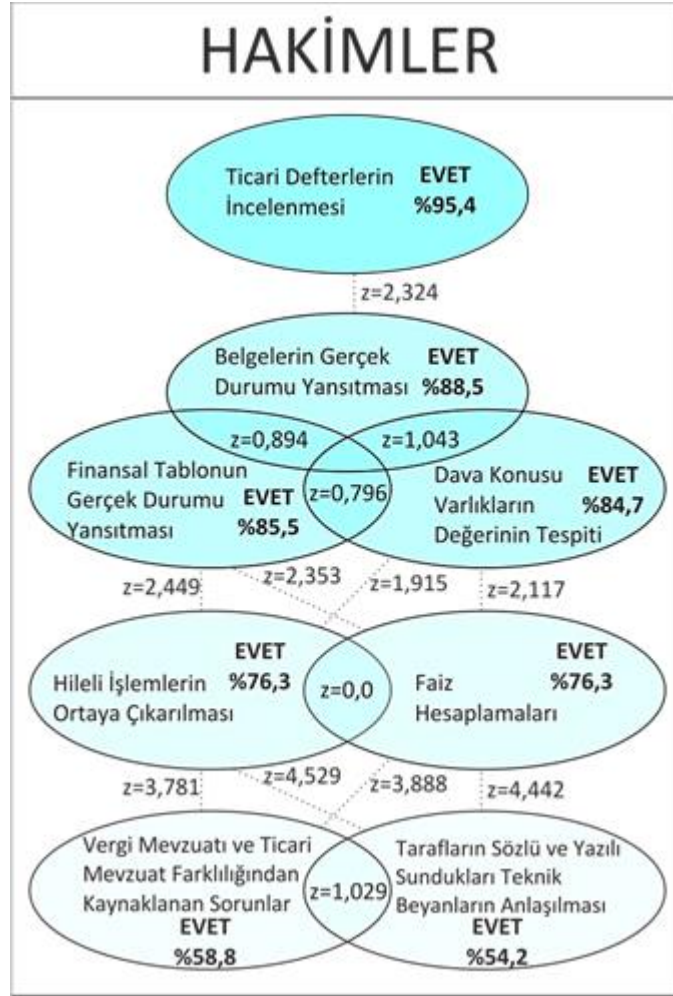 HAKİMLER
Ticari Defterlerin EVET
İncelenmesi %95,4
z=2,324
Belgelerin Gerçek EVET
Durumu Yansıtması %88,5
z=0,894 z=1,043
Finansal Tablonun
Gerçek Durumu EVET
Yansıtması %85,5
z=0,796
Dava Konusu EVET
Varlıkların %84,7
Değerinin Tespiti
z=2,449 z=2,353 z=1,915 z=2,117
EVET
%76,3
Hileli İşlemlerin
Ortaya Çıkarılması
z=0,0
EVET
%76,3
Faiz
Hesaplamaları
z=3,781 z=4,529 z=3,888 z=4,442
Vergi Mevzuatı ve Ticari
Mevzuat Farklılığından
Kaynaklanan Sorunlar
EVET
%58,8
z=1,029
Tarafların Sözlü ve Yazılı
Sundukları Teknik
Beyanların Anlaşılması
EVET
%54,2